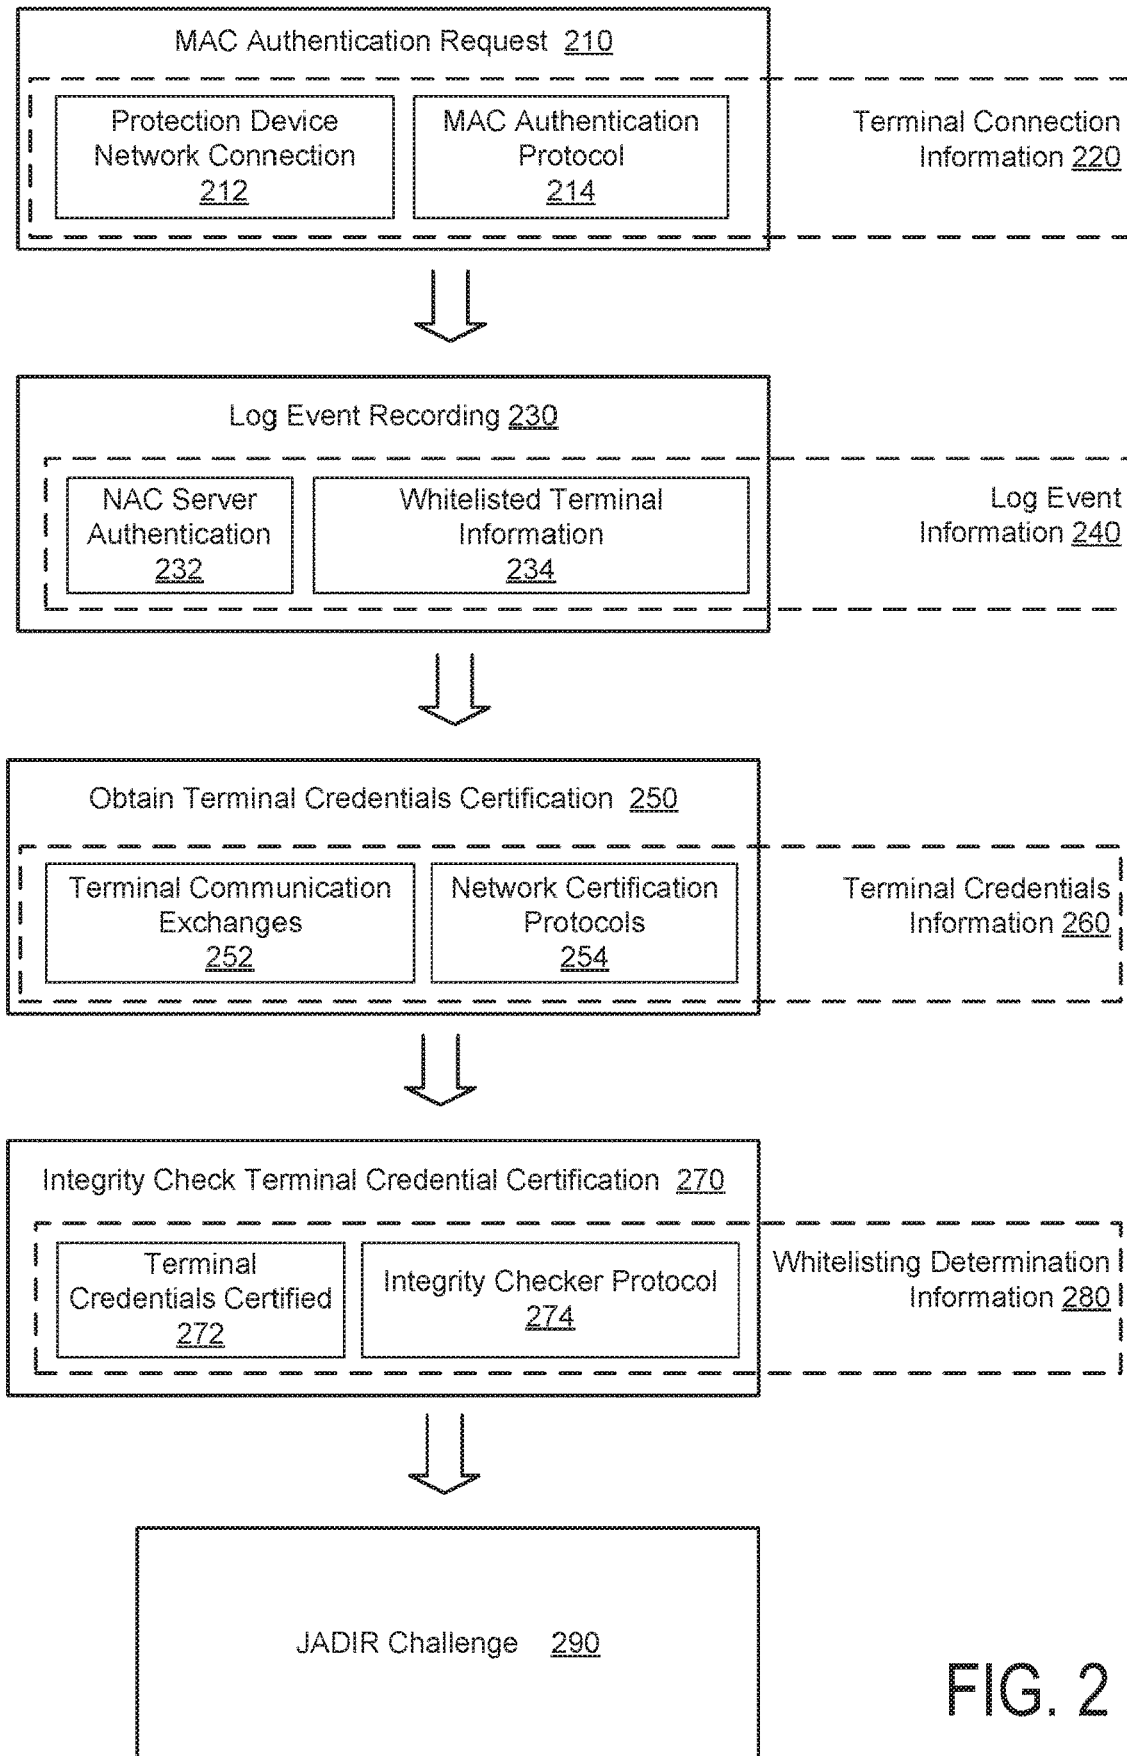 MAC Authentication Request 210
Protection Device
Network Connection
212
MAC Authentication
Protocol
214
Terminal Connection
Information 220
Log Event Recording 230
NAC Server
Authentication
232
Whitelisted Terminal
Information
234
Log Event
Information 240
Obtain Terminal Credentials Certification 250
Terminal Communication
Exchanges
252
Network Certification
Protocols
254
Terminal Credentials
Information 260
Integrity Check Terminal Credential Certification 270
Terminal
Credentials Certified
272
Integrity Checker Protocol
274
Whitelisting Determination
Information 280
JADIR Challenge 290
FIG. 2